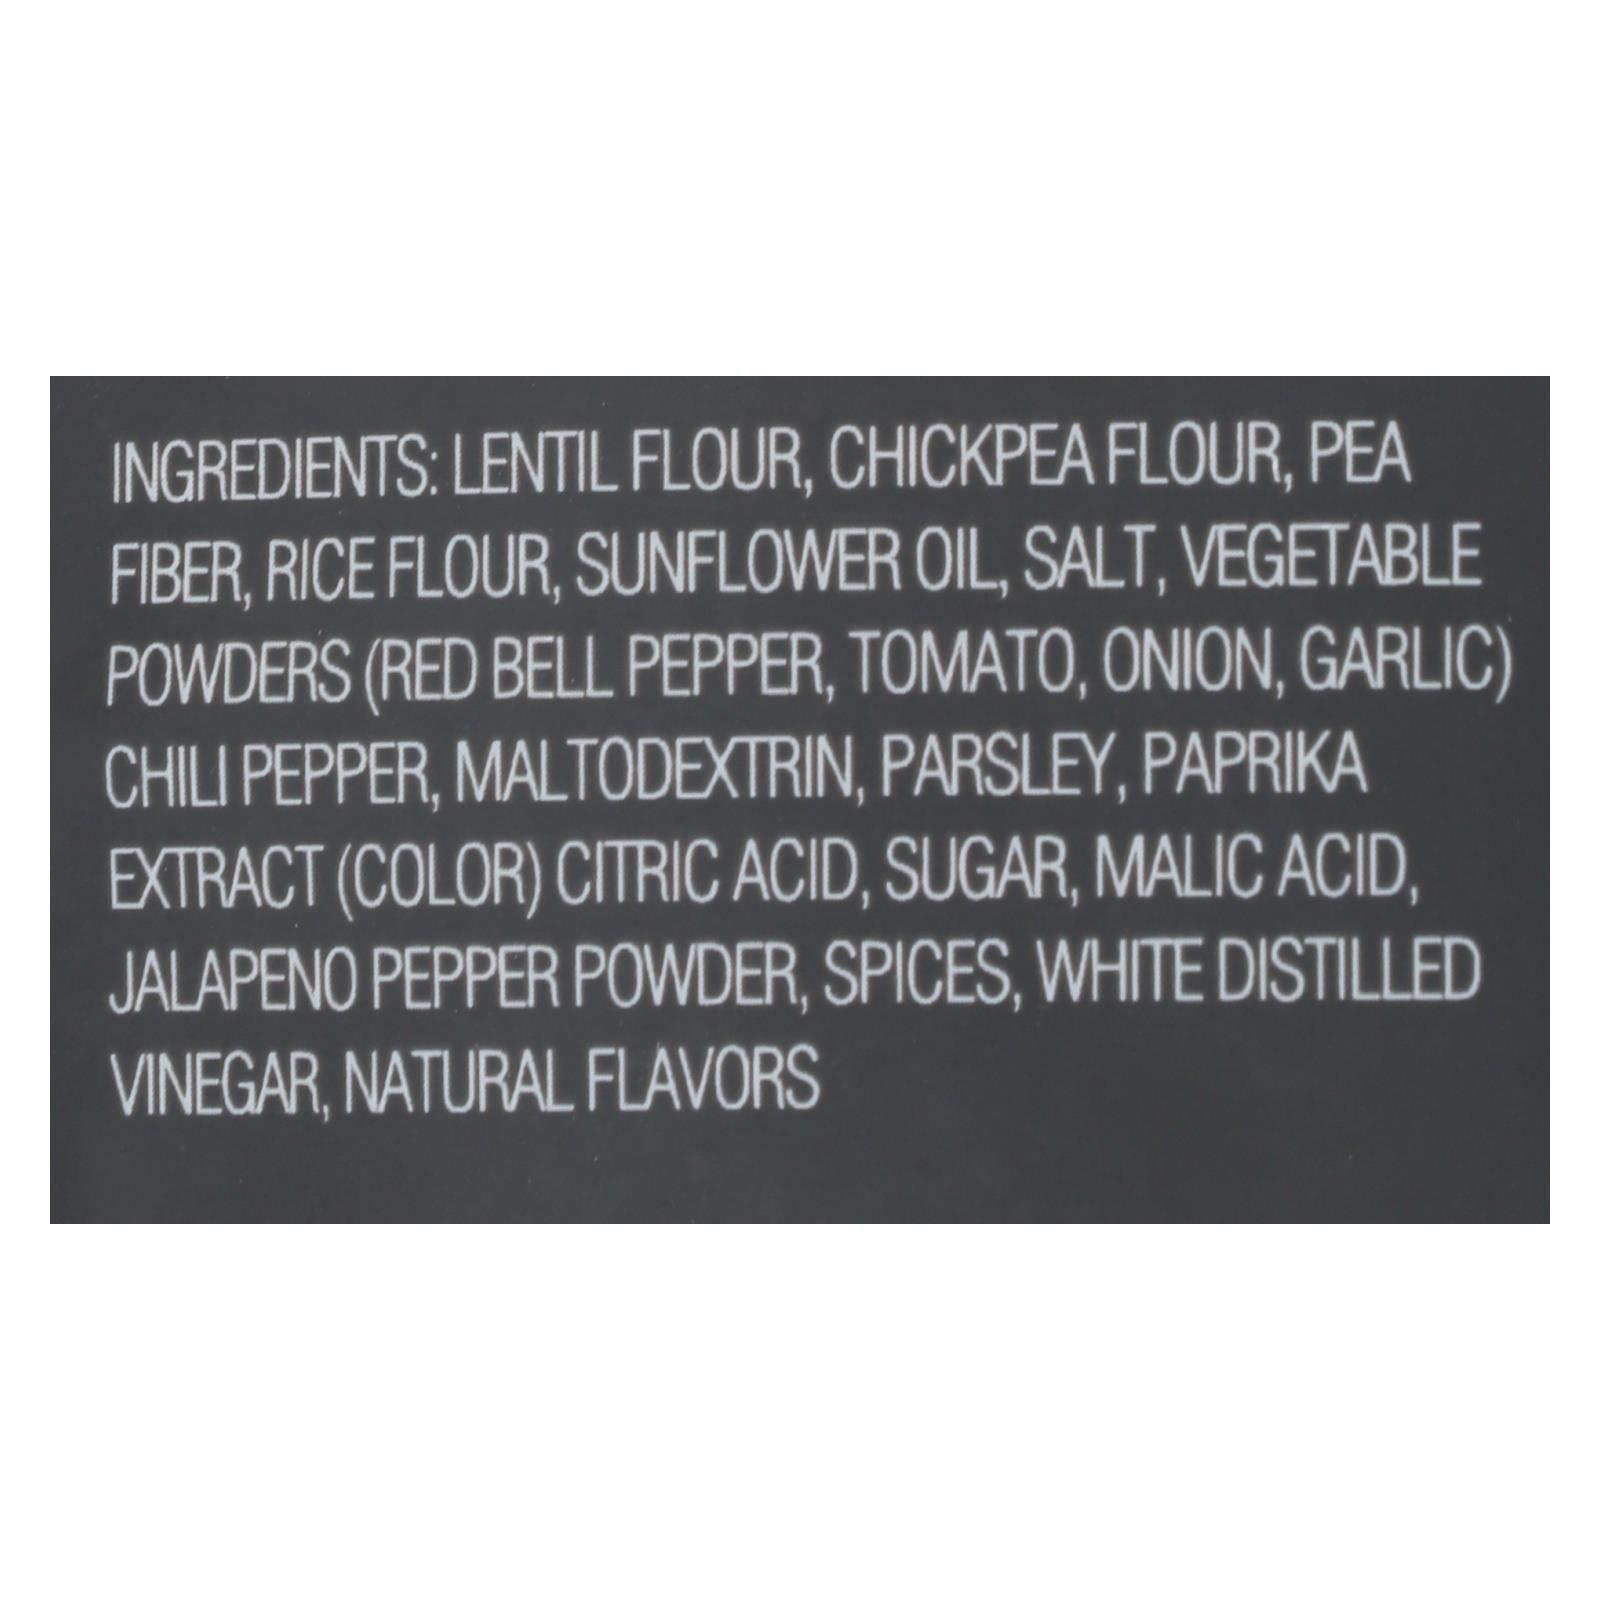 INGREDIENTS: LENTIL FLOUR, CHICKPEA FLOUR, PEA
FIBER, RICE FLOUR, SUNFLOWER OIL, SALT, VEGETABLE
POWDERS (RED BELL PEPPER, TOMATO, ONION, GARLIC)
CHILI PEPPER, MALTODEXTRIN, PARSLEY, PAPRIKA
EXTRACT (COLOR) CITRIC ACID, SUGAR, MALIC ACID,
JALAPENO PEPPER POWDER, SPICES, WHITE DISTILLED
VINEGAR, NATURAL FLAVORS